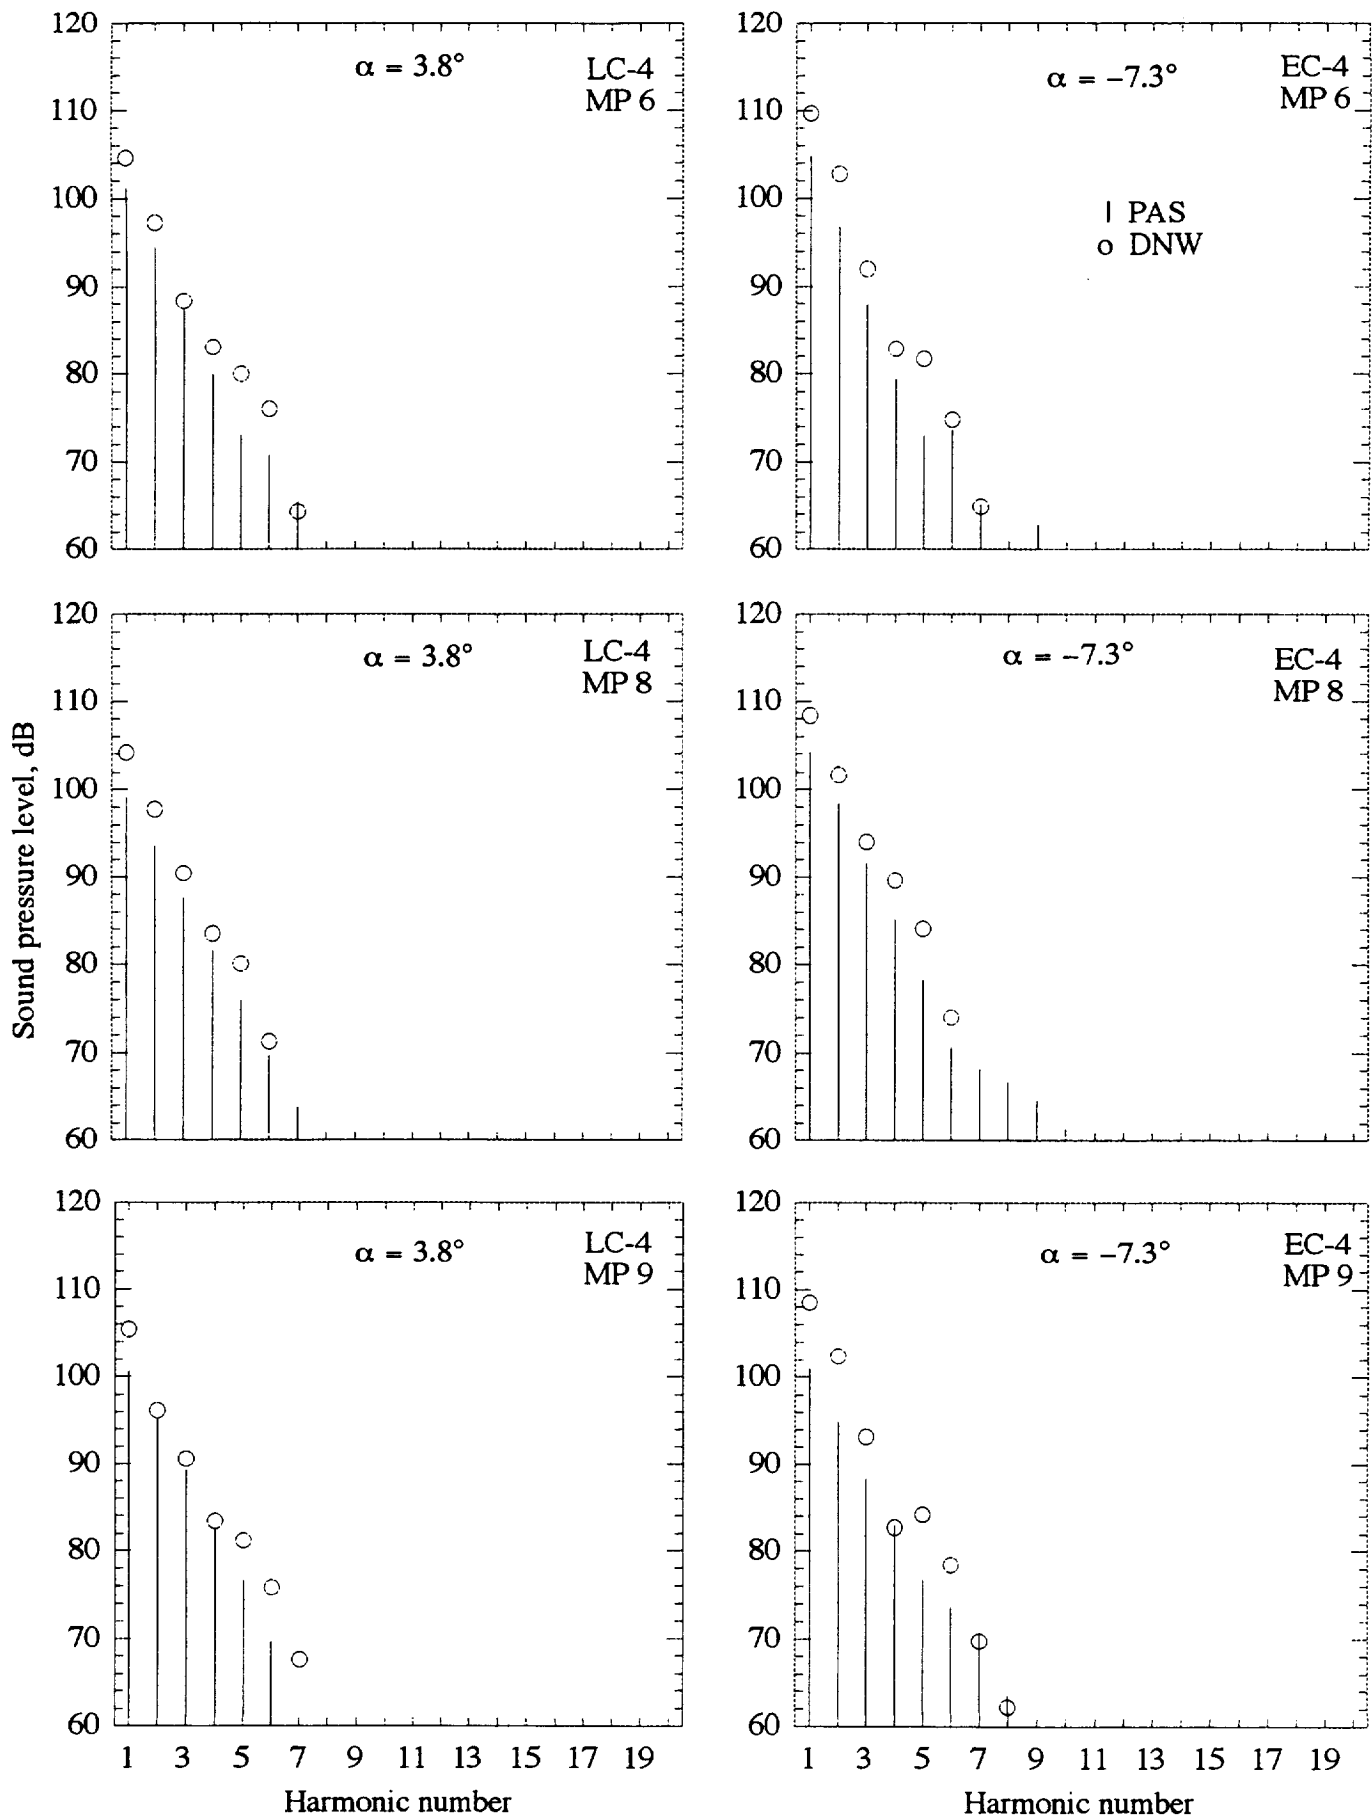 120
110
100
90
80
70
60
α = 3.8°
LC-4
MP 6
120
110
100
90
80
70
60
α = −7.3°
EC-4
MP 6
| PAS
o DNW
Sound pressure level, dB
120
110
100
90
80
70
60
α = 3.8°
LC-4
MP 8
120
110
100
90
80
70
60
α = −7.3°
EC-4
MP 8
120
110
100
90
80
70
60
α = 3.8°
LC-4
MP 9
1 3 5 7 9 11 13 15 17 19
Harmonic number
120
110
100
90
80
70
60
α = −7.3°
EC-4
MP 9
1 3 5 7 9 11 13 15 17 19
Harmonic number